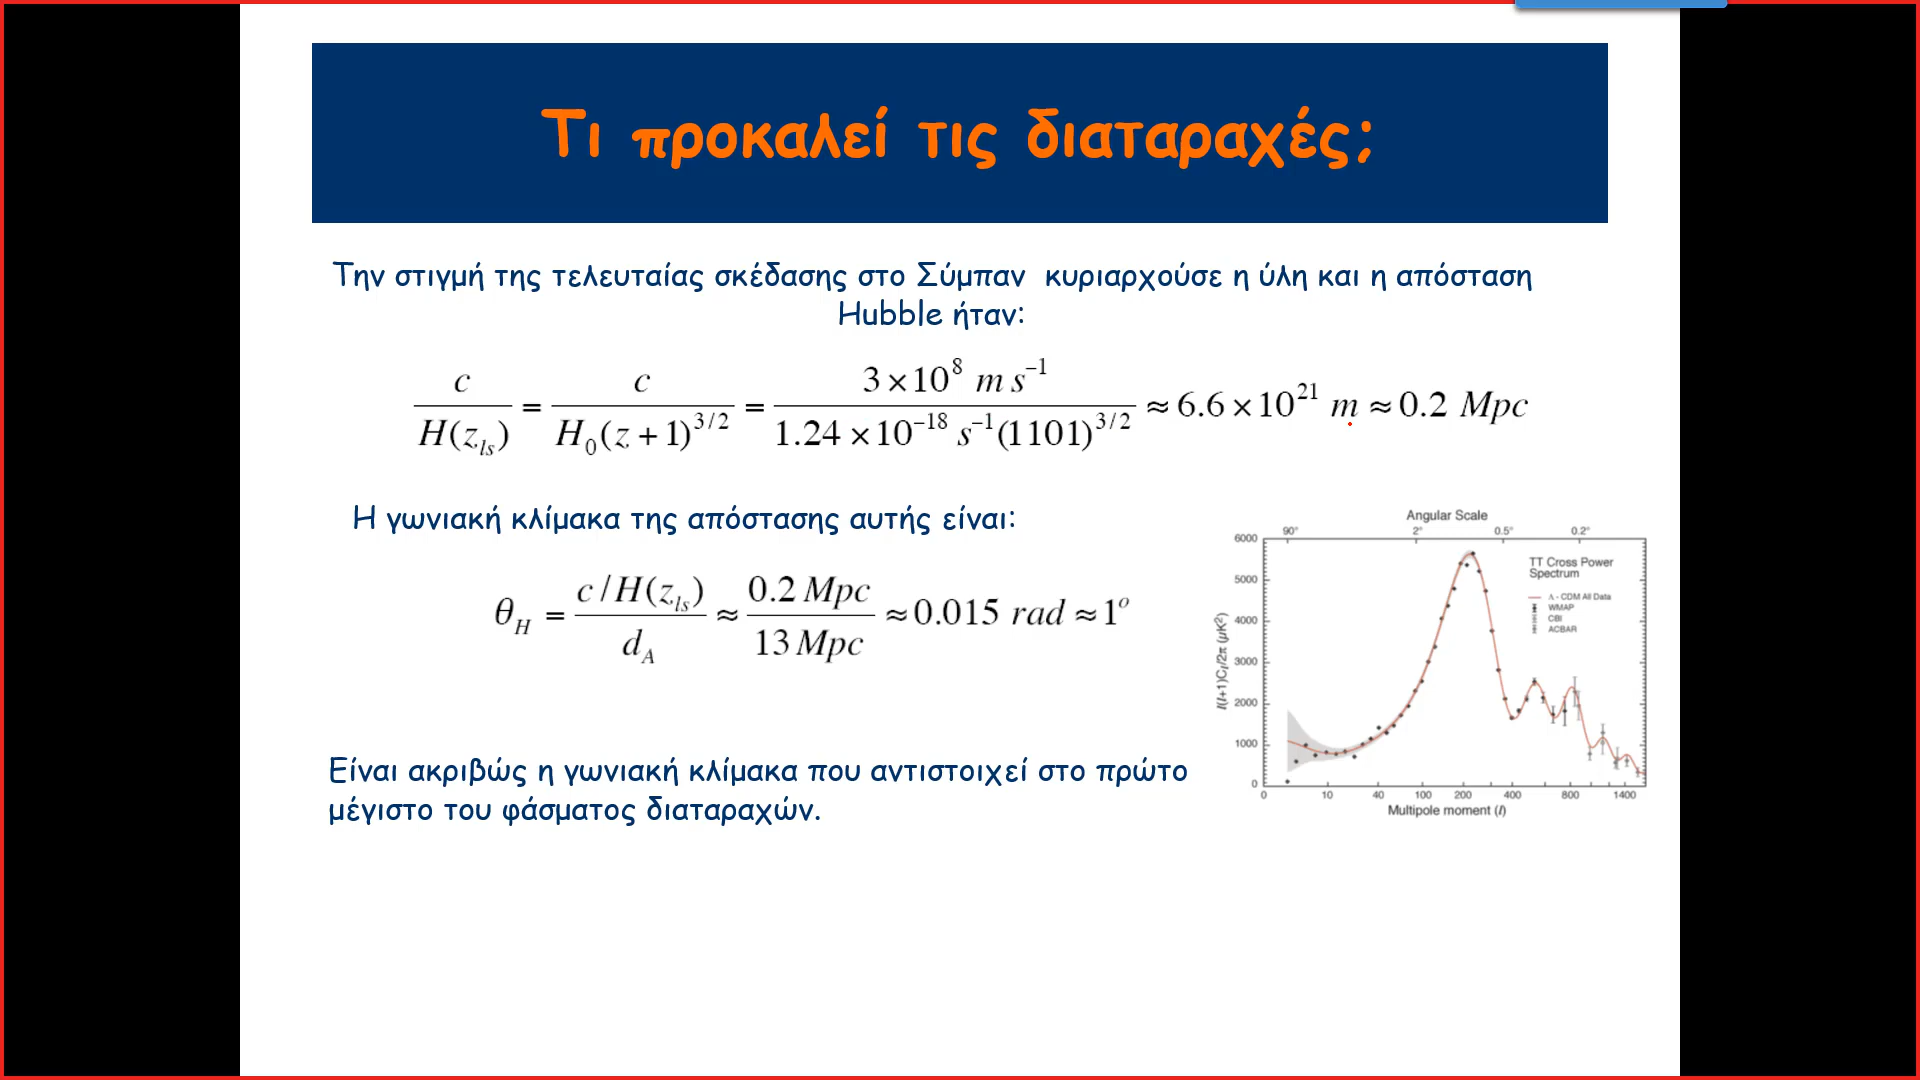 Τι προκαλεί τις διαταραχές;
Την στιγμή της τελευταίας σκέδασης στο Σύμπαν κυριαρχούσε η ύλη και η απόσταση
Hubble ήταν:
c/H(z_ls) = c/H₀(z+1)^3/2 = 3×10⁸ m s⁻¹/1.24×10⁻¹⁸ s⁻¹(1101)^3/2 ≈ 6.6×10²¹ m ≈ 0.2 Mpc
Η γωνιακή κλίμακα της απόστασης αυτής είναι:
θ_H = c/H(z_ls)/d_A ≈ 0.2 Mpc/13 Mpc ≈ 0.015 rad ≈ 1°
Είναι ακριβώς η γωνιακή κλίμακα που αντιστοιχεί στο πρώτο
μέγιστο του φάσματος διαταραχών.
Angular Scale
90° 2° 0.5° 0.2°
TT Cross Power
Spectrum
Λ - CDM All Data
WMAP
CBI
ACBAR
l(l+1)C_l/2π (μK²)
6000
5000
4000
3000
2000
1000
0
0 10 40 100 200 400 800 1400
Multipole moment (l)